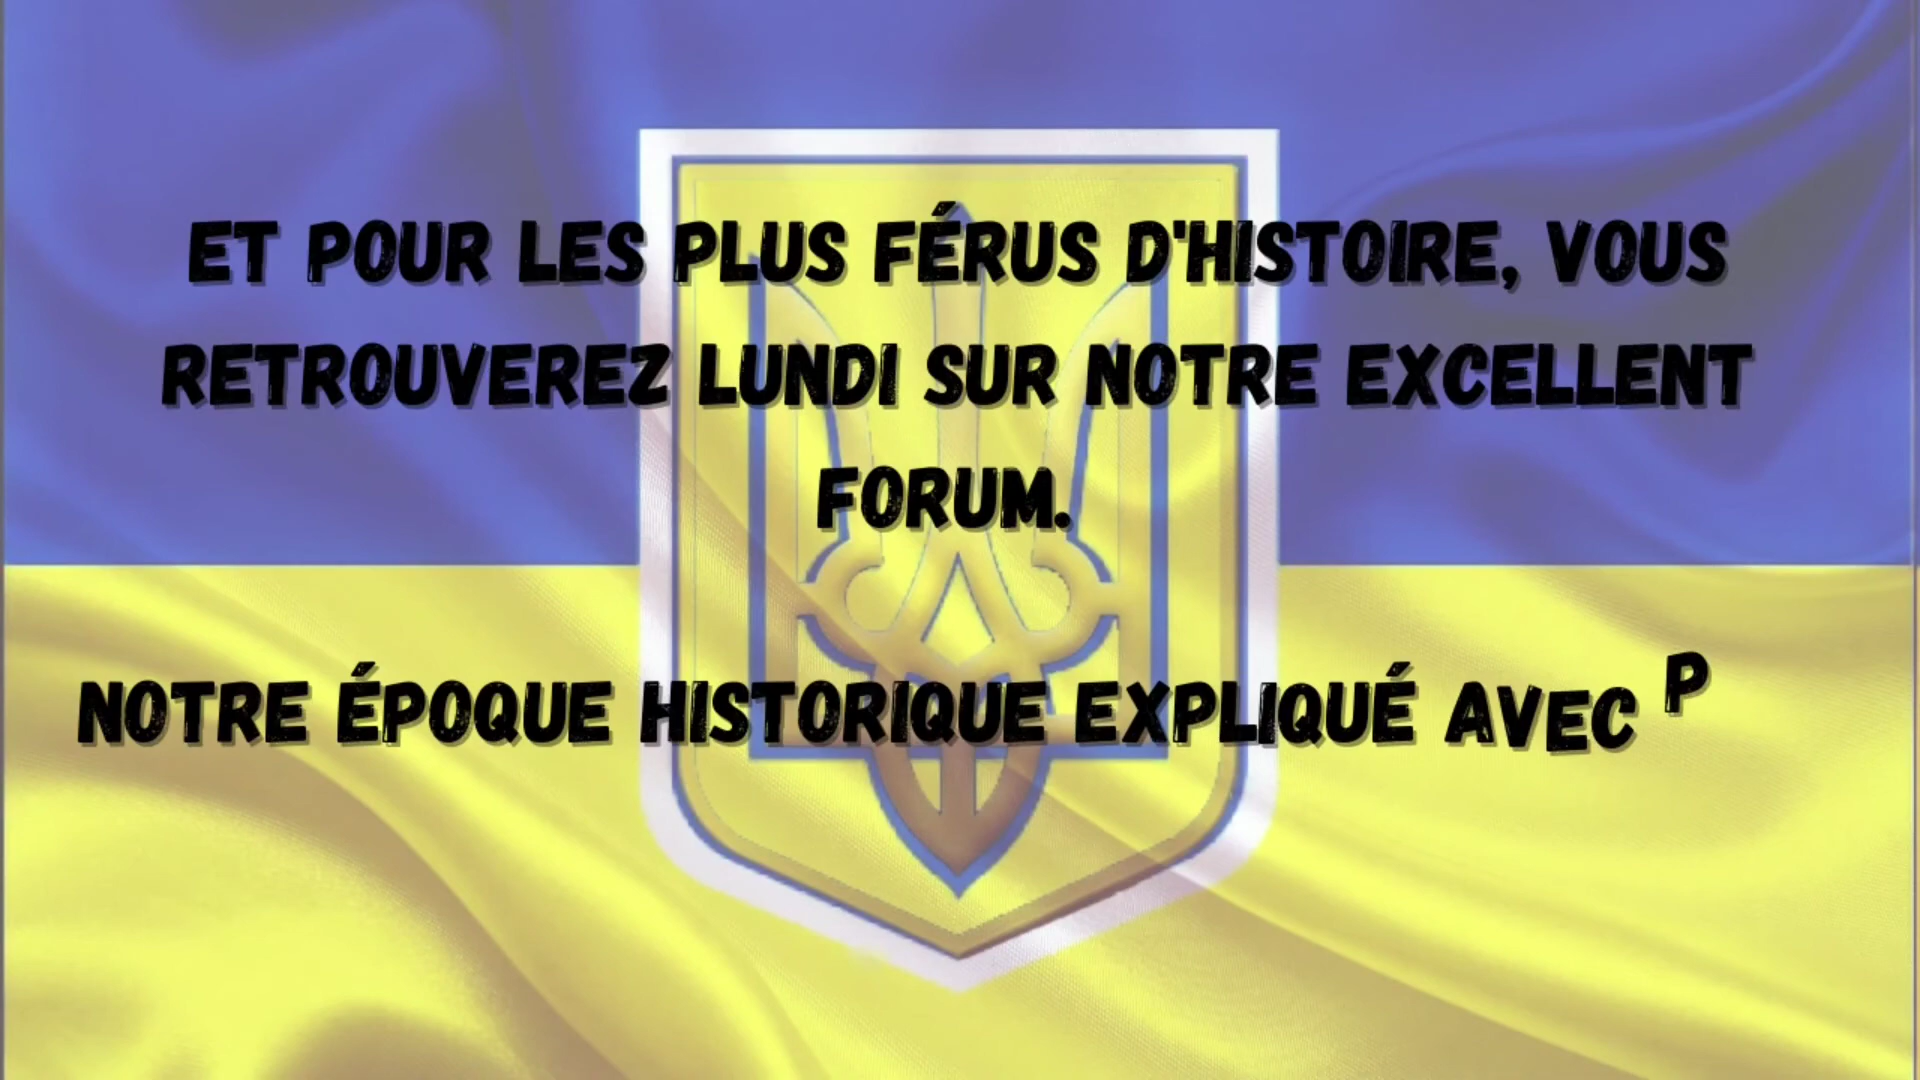 ET POUR LES PLUS FÉRUS D'HISTOIRE, VOUS
RETROUVEREZ LUNDI SUR NOTRE EXCELLENT
FORUM.
NOTRE ÉPOQUE HISTORIQUE EXPLIQUÉ AVEC P